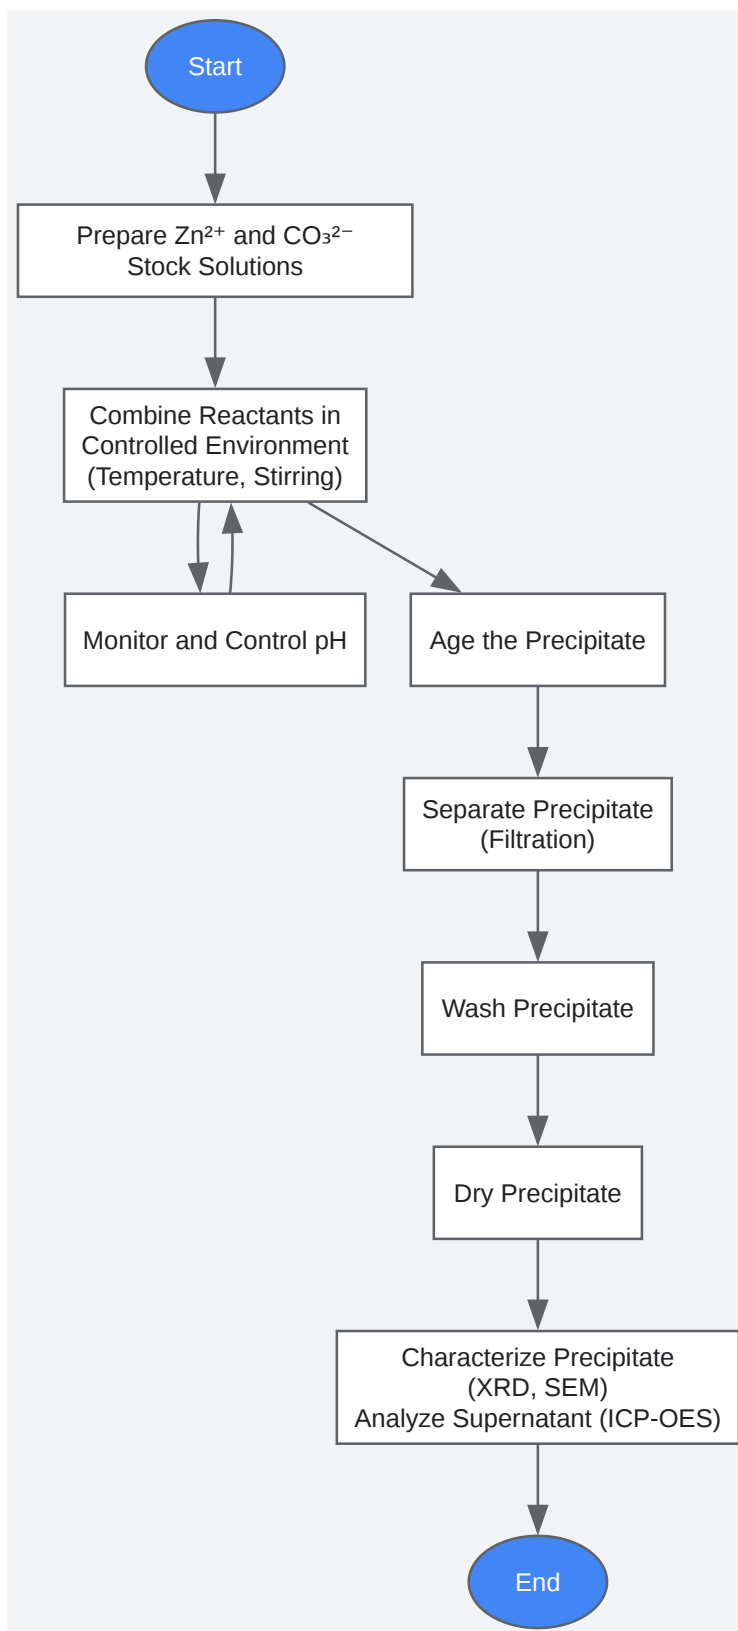 Start
Prepare Zn²⁺ and CO₃²⁻
Stock Solutions
Combine Reactants in
Controlled Environment
(Temperature, Stirring)
Monitor and Control pH
Age the Precipitate
Separate Precipitate
(Filtration)
Wash Precipitate
Dry Precipitate
Characterize Precipitate
(XRD, SEM)
Analyze Supernatant (ICP-OES)
End